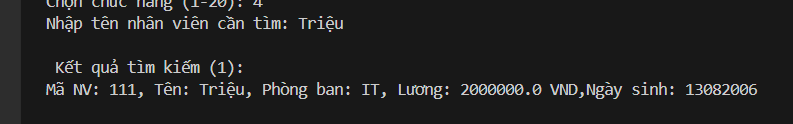 Chọn chức năng (1-20): 4
Nhập tên nhân viên cần tìm: Triệu
Kết quả tìm kiếm (1):
Mã NV: 111, Tên: Triệu, Phòng ban: IT, Lương: 2000000.0 VND,Ngày sinh: 13082006